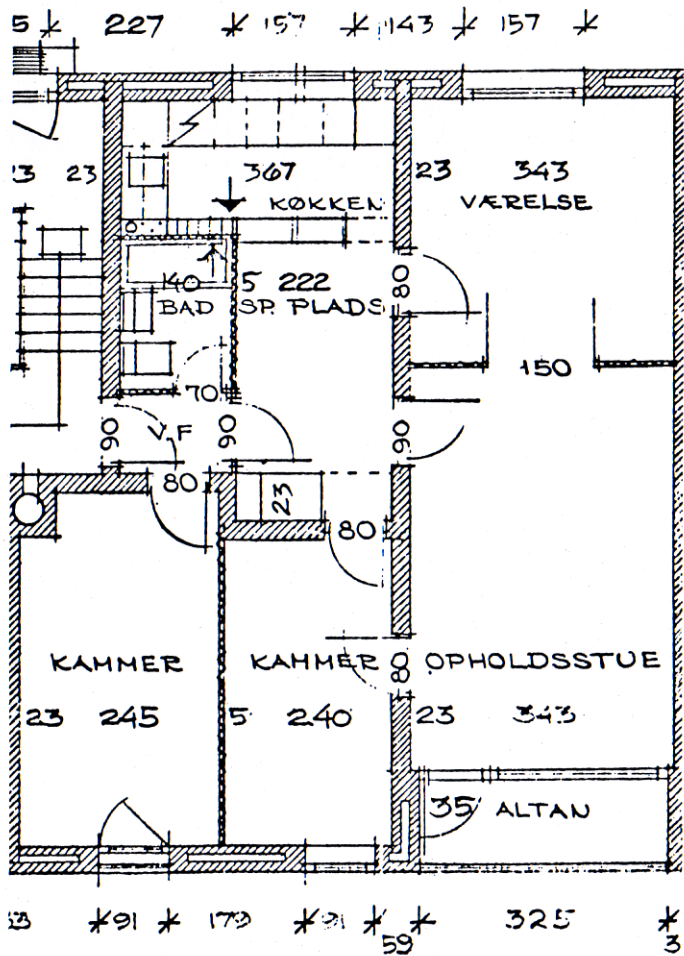 5 227 157 143 157
23 23 367 23 343
KØKKEN VÆRELSE
140 5 222 80
BAD SP. PLADS
150
70
90 V.F 90 90
80
23 80
KAMMER KAMMER 80 OPHOLDSSTUE
23 245 5 240 23 343
35 ALTAN
53 91 179 91 325
59 3